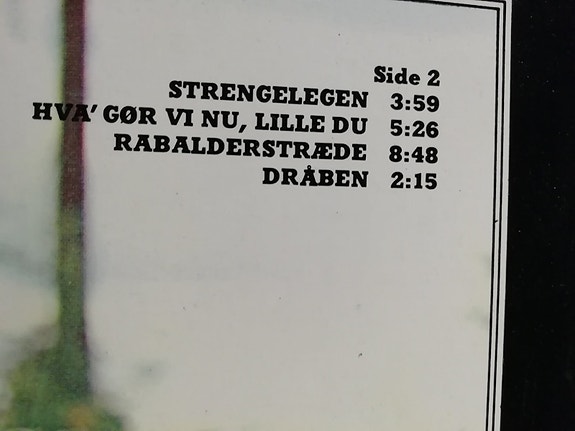 Side 2
STRENGELEGEN 3:59
HVA' GØR VI NU, LILLE DU 5:26
RABALDERSTRÆDE 8:48
DRÅBEN 2:15